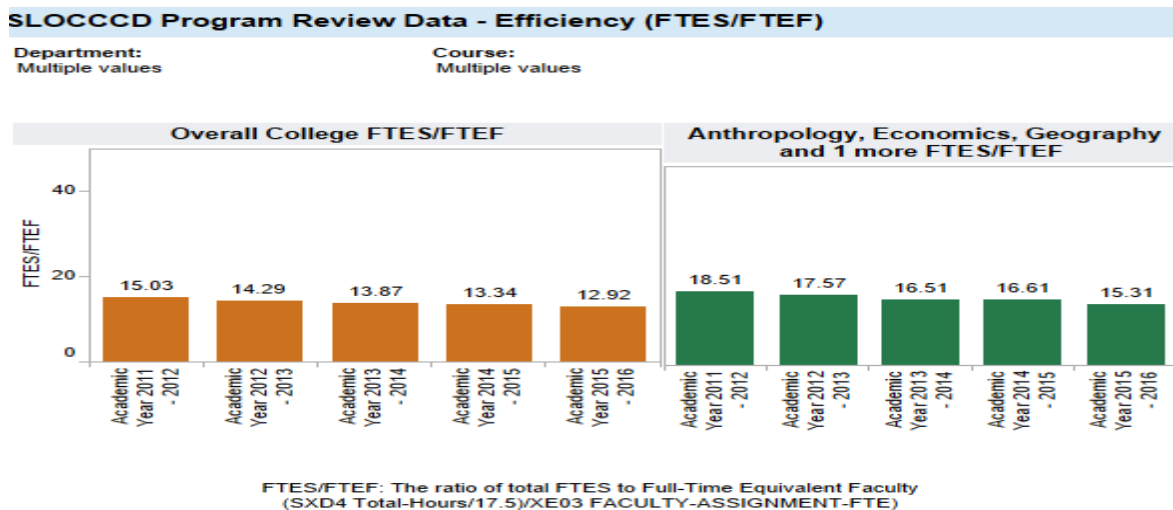 SLOCCCD Program Review Data - Efficiency (FTES/FTEF)
Department:
Multiple values
Course:
Multiple values
Overall College FTES/FTEF
Anthropology, Economics, Geography
and 1 more FTES/FTEF
FTES/FTEF
40
20
0
15.03
14.29
13.87
13.34
12.92
18.51
17.57
16.51
16.61
15.31
Academic
Year 2011
- 2012
Academic
Year 2012
- 2013
Academic
Year 2013
- 2014
Academic
Year 2014
- 2015
Academic
Year 2015
- 2016
Academic
Year 2011
- 2012
Academic
Year 2012
- 2013
Academic
Year 2013
- 2014
Academic
Year 2014
- 2015
Academic
Year 2015
- 2016
FTES/FTEF: The ratio of total FTES to Full-Time Equivalent Faculty
(SXD4 Total-Hours/17.5)/XE03 FACULTY-ASSIGNMENT-FTE)